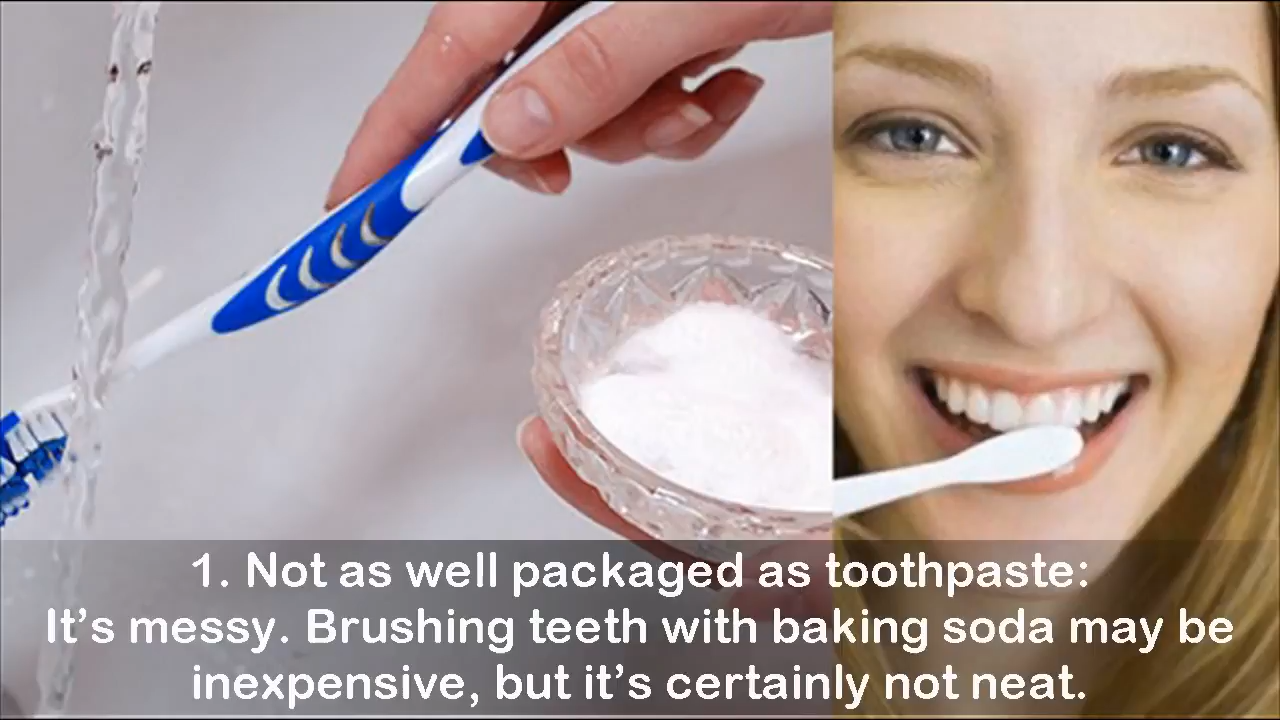 1. Not as well packaged as toothpaste:
It's messy. Brushing teeth with baking soda may be
inexpensive, but it's certainly not neat.